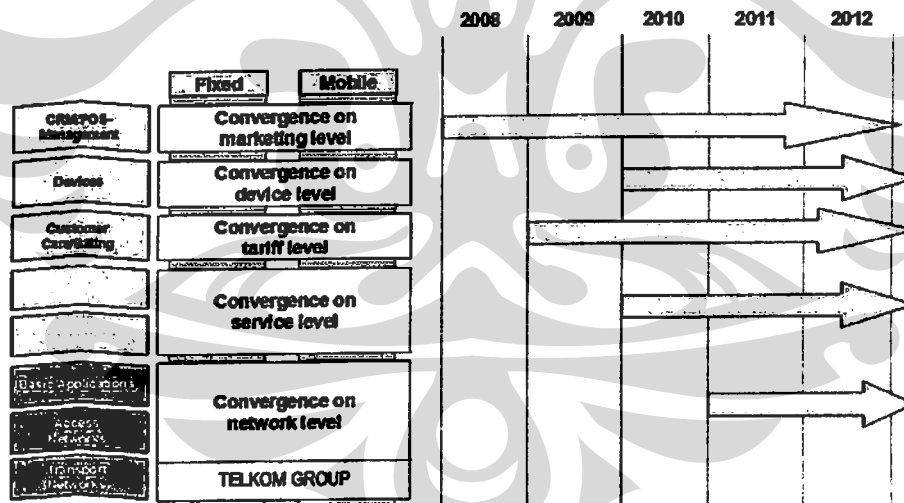 2008 2009 2010 2011 2012
Fixed Mobile
CRM/POS-
Management
Convergence on
marketing level
Devices
Convergence on
device level
Customer
Care/Rating
Convergence on
tariff level
Convergence on
service level
Basic Applications
Access
Networks
Convergence on
network level
Transport
Network
TELKOM GROUP